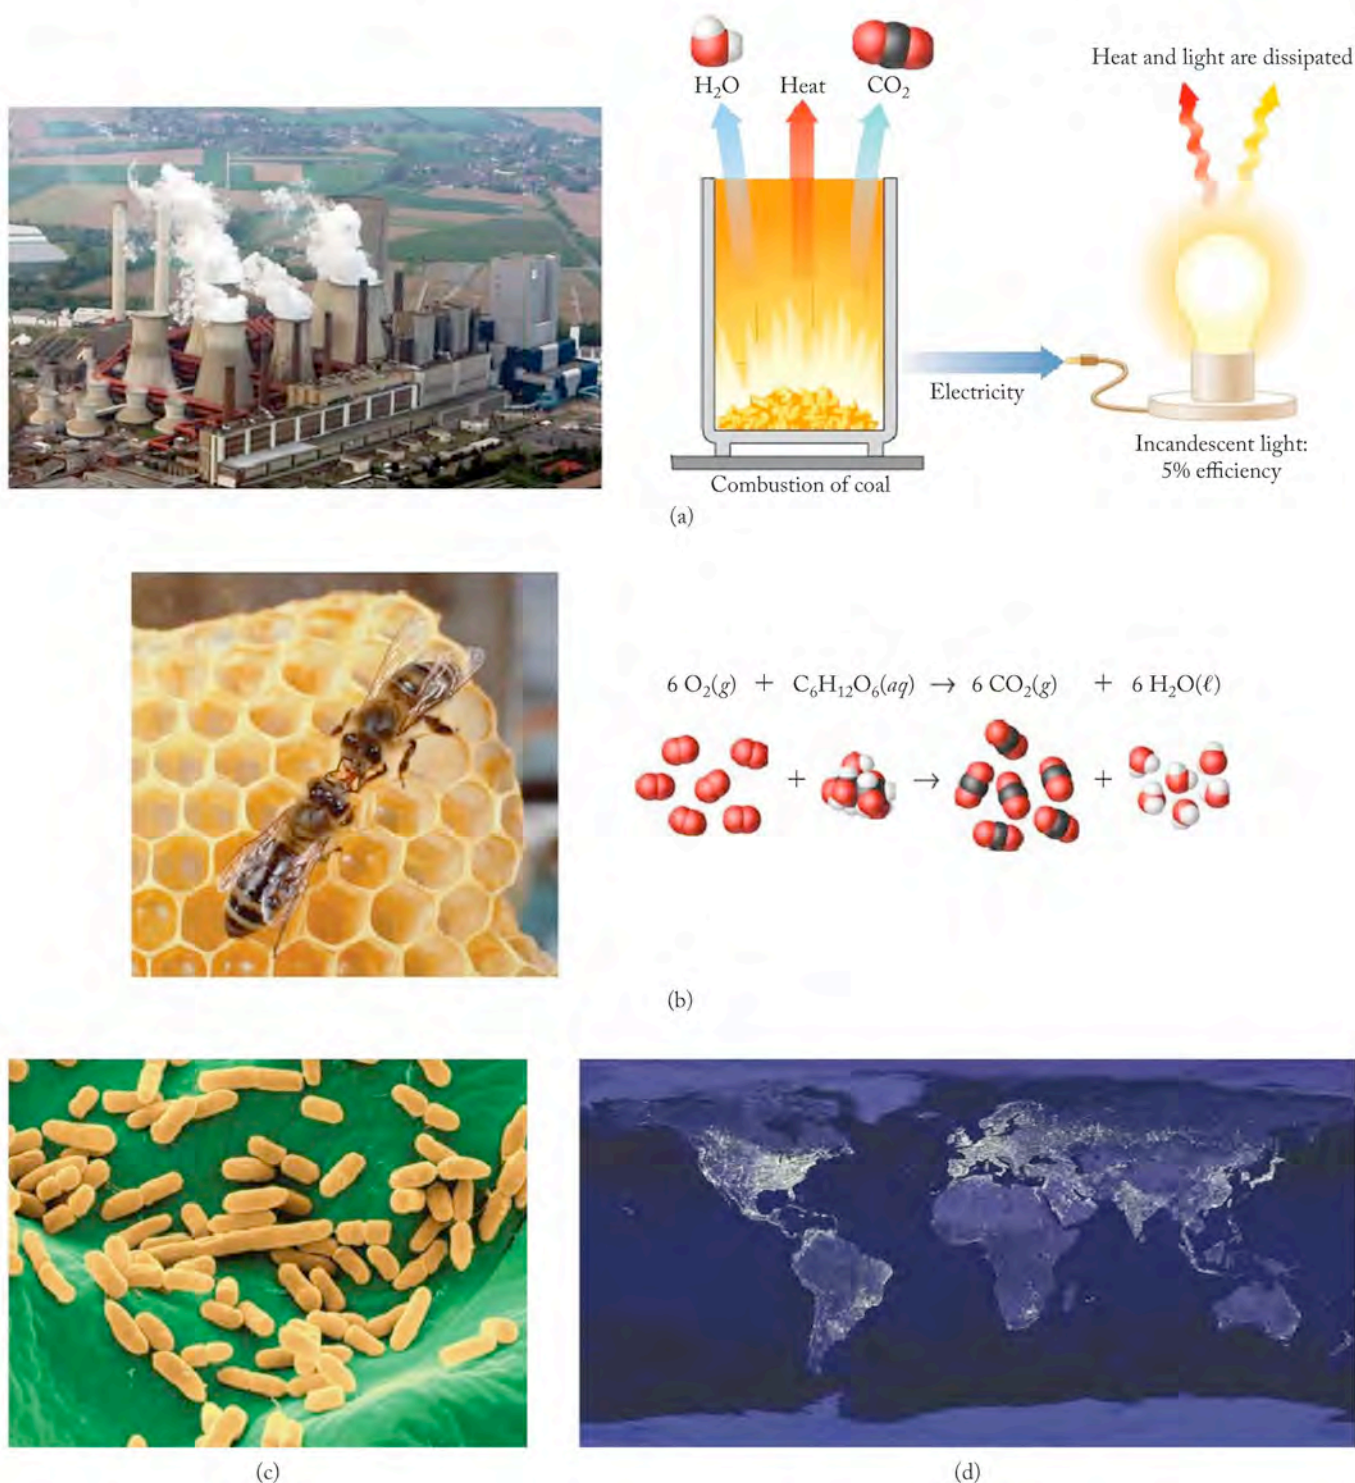 H₂O Heat CO₂
Heat and light are dissipated
Electricity
Incandescent light:
5% efficiency
Combustion of coal
(a)
6 O₂(g) + C₆H₁₂O₆(aq) → 6 CO₂(g) + 6 H₂O(ℓ)
+ → +
(b)
(c) (d)